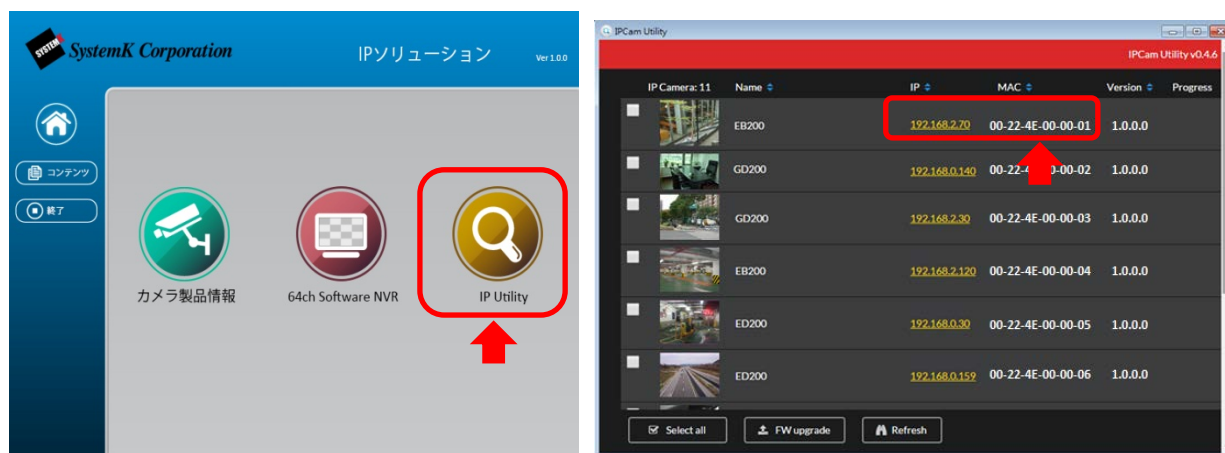 SYSTEM
SystemK Corporation
IPソリューション
Ver 1.0.0
コンテンツ
終了
カメラ製品情報
64ch Software NVR
IP Utility
IPCam Utility
IPCam Utility v0.4.6
IP Camera: 11 Name IP MAC Version Progress
EB200 192.168.2.70 00-22-4E-00-00-01 1.0.0.0
GD200 192.168.0.140 00-22-4 0-00-02 1.0.0.0
GD200 192.168.2.30 00-22-4E-00-00-03 1.0.0.0
EB200 192.168.2.120 00-22-4E-00-00-04 1.0.0.0
ED200 192.168.0.30 00-22-4E-00-00-05 1.0.0.0
ED200 192.168.0.159 00-22-4E-00-00-06 1.0.0.0
Select all FW upgrade Refresh